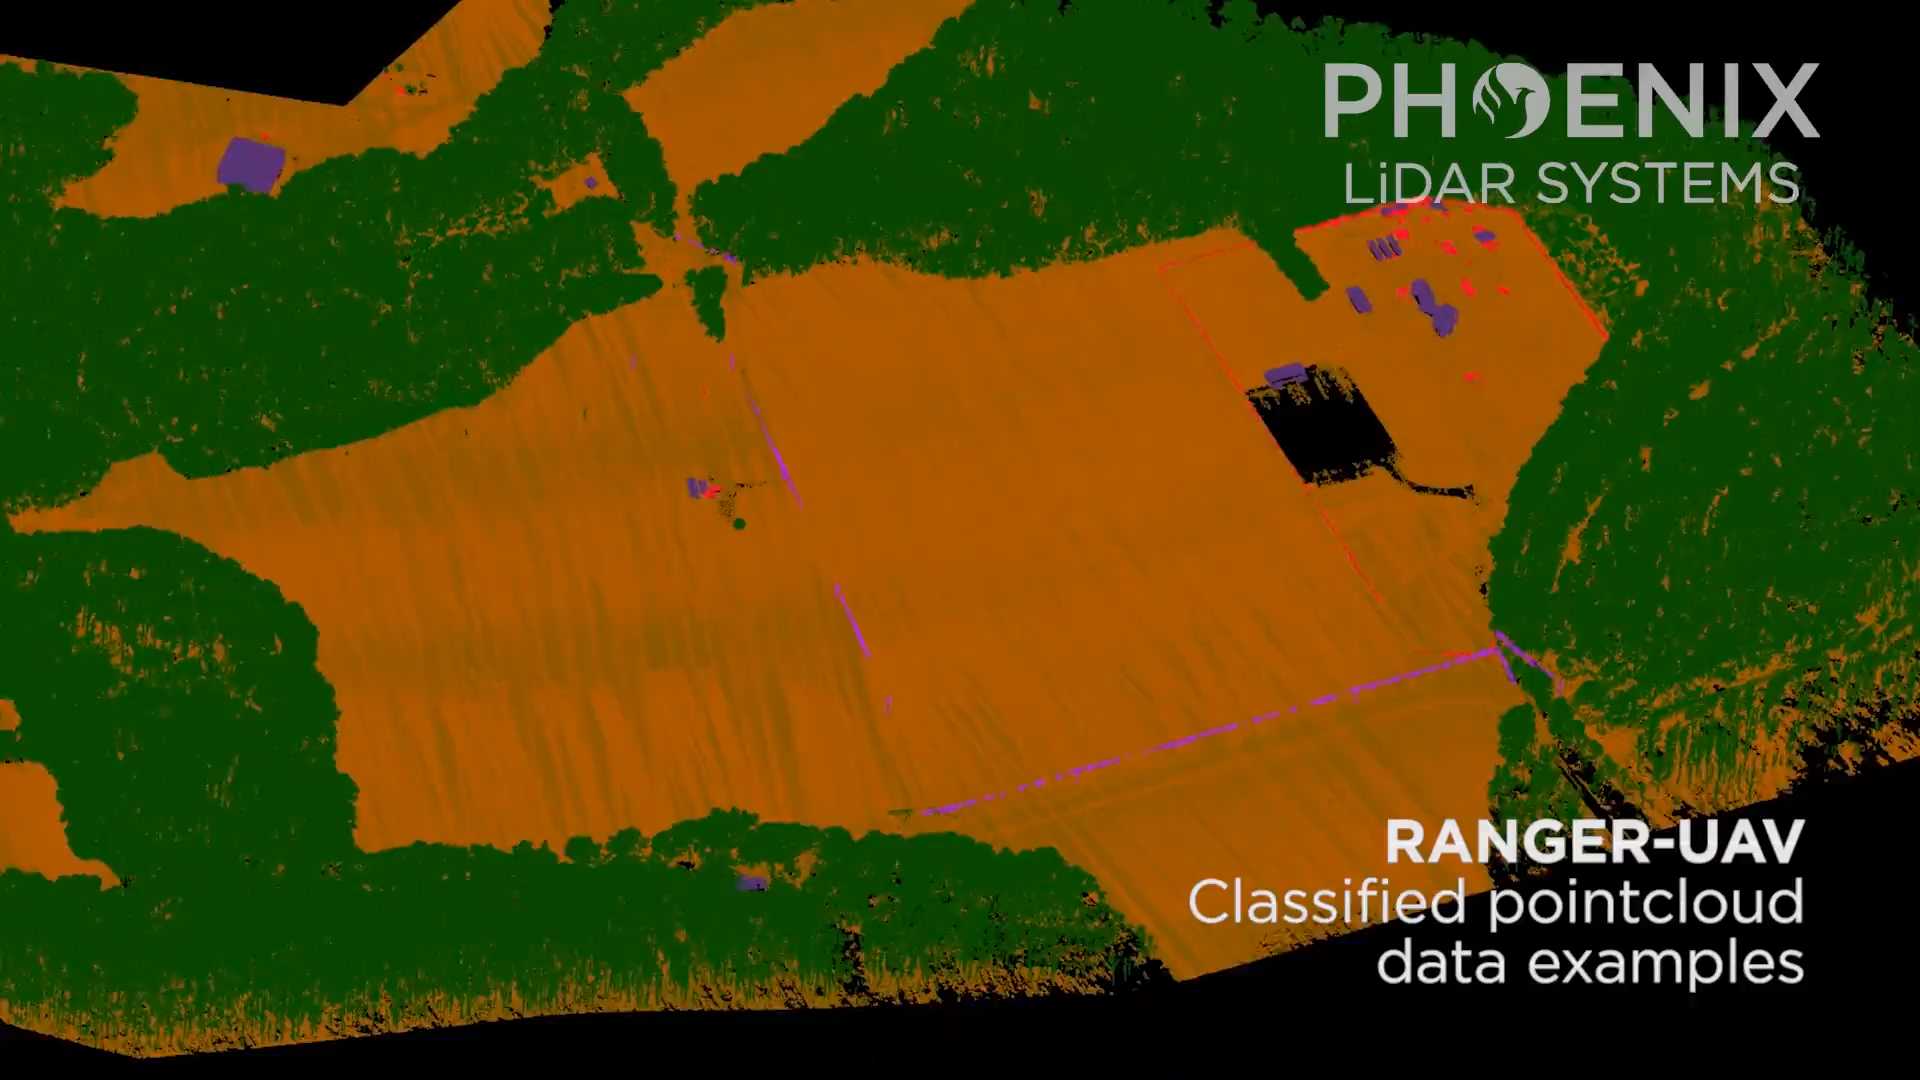 PHOENIX
LiDAR SYSTEMS
RANGER-UAV
Classified pointcloud
data examples